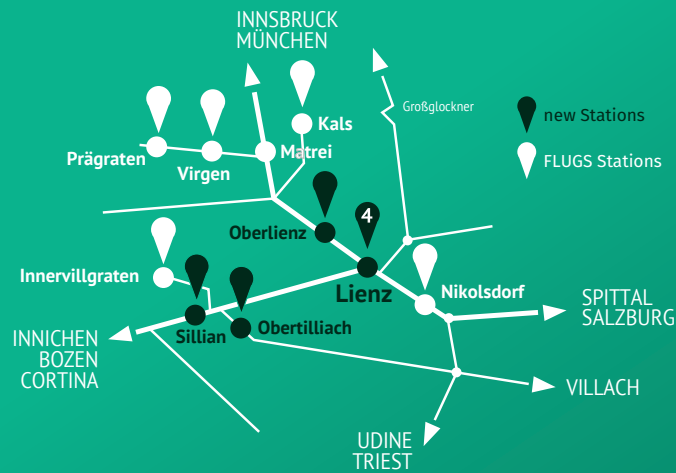 INNSBRUCK
MÜNCHEN
Großglockner
Kals
new Stations
Prägraten
Virgen
Matrei
FLUGS Stations
Oberlienz
4
Innervillgraten
Lienz
Nikolsdorf
SPITTAL
SALZBURG
Sillian
Obertilliach
INNICHEN
BOZEN
CORTINA
VILLACH
UDINE
TRIEST